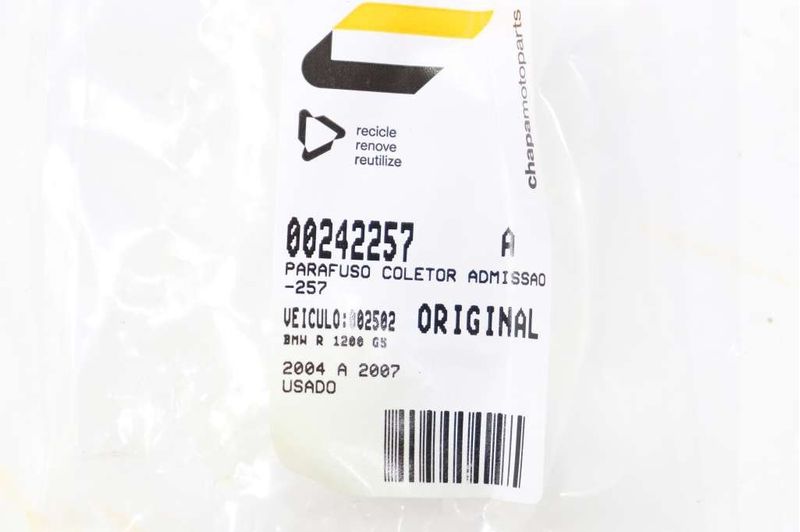 chapamotoparts
recicle
renove
reutilize
00242257 A
PARAFUSO COLETOR ADMISSAO
-257
VEICULO:002502 ORIGINAL
BMW R 1200 GS
2004 A 2007
USADO